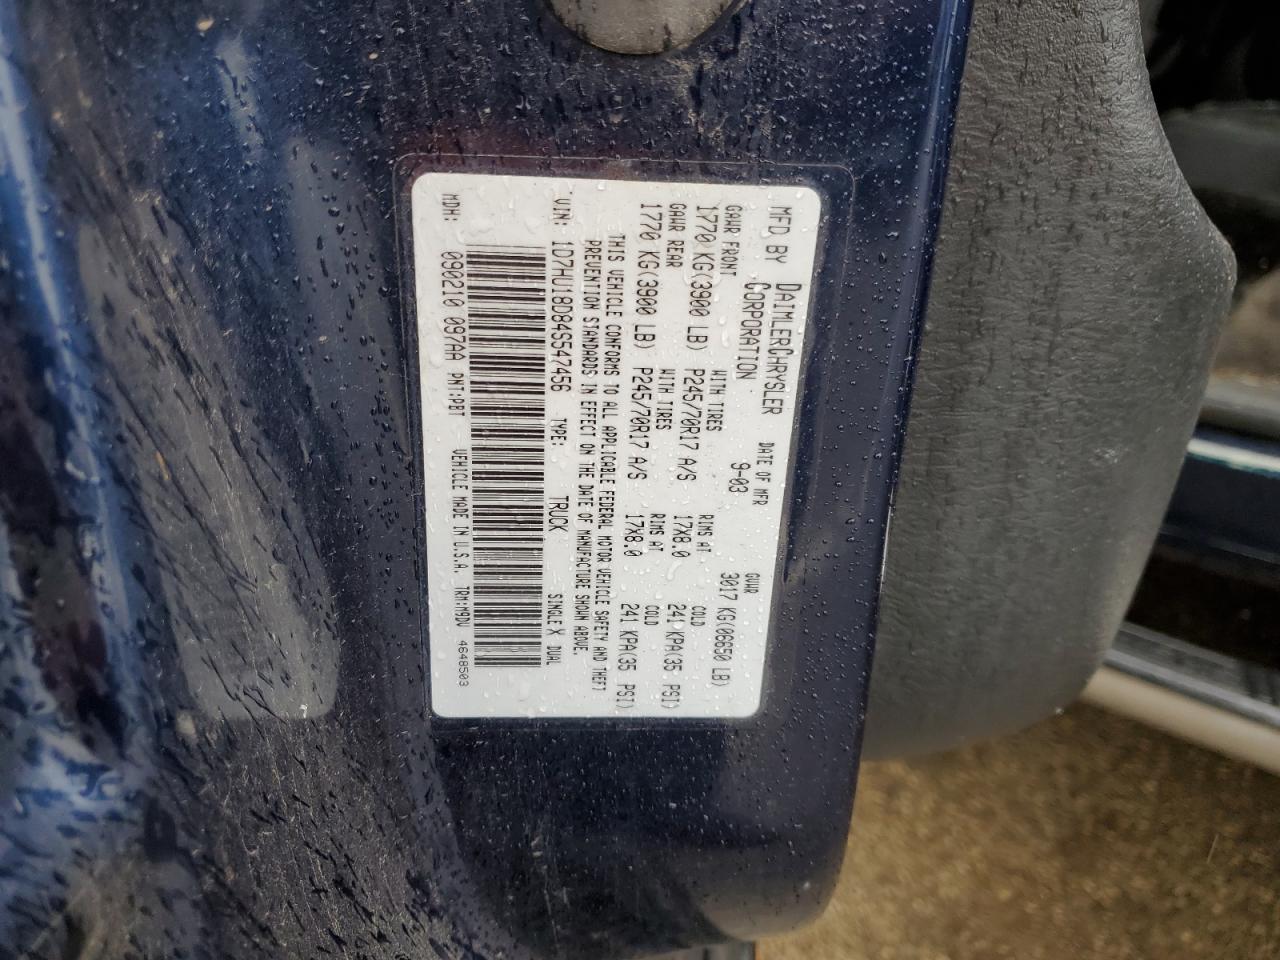 MFD BY DAIMLERCHRYSLER CORPORATION
DATE OF MFR 9-03
GVWR 3017 KG(06650 LB)
GAWR FRONT WITH TIRES RIMS AT COLD
1770 KG(3900 LB) P245/70R17 A/S 17X8.0 241 KPA(35 PSI)
GAWR REAR WITH TIRES RIMS AT COLD
1770 KG(3900 LB) P245/70R17 A/S 17X8.0 241 KPA(35 PSI)
THIS VEHICLE CONFORMS TO ALL APPLICABLE FEDERAL MOTOR VEHICLE SAFETY AND THEFT
PREVENTION STANDARDS IN EFFECT ON THE DATE OF MANUFACTURE SHOWN ABOVE.
VIN: 1D7HU18D84S547456 TYPE: TRUCK SINGLE X DUAL
MDH: 090210 097AA PNT:PBT VEHICLE MADE IN U.S.A. TRM:M9DV 4648503